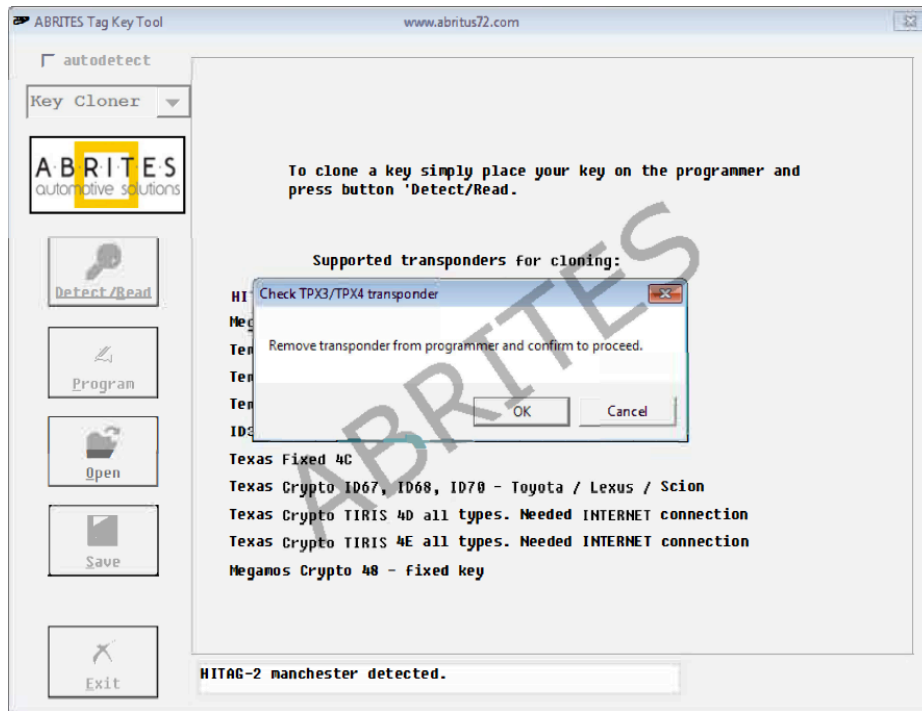 ABRITES Tag Key Tool
www.abritus72.com
autodetect
Key Cloner
A·B·R·I·T·E·S
automotive solutions
Detect/Read
Program
Open
Save
Exit
To clone a key simply place your key on the programmer and
press button 'Detect/Read.
Supported transponders for cloning:
HI
Check TPX3/TPX4 transponder
Meg
Remove transponder from programmer and confirm to proceed.
OK
Cancel
Texas Fixed 4C
Texas Crypto ID67, ID68, ID70 - Toyota / Lexus / Scion
Texas Crypto TIRIS 4D all types. Needed INTERNET connection
Texas Crypto TIRIS 4E all types. Needed INTERNET connection
Megamos Crypto 48 - fixed key
HITAG-2 manchester detected.
ABRITES